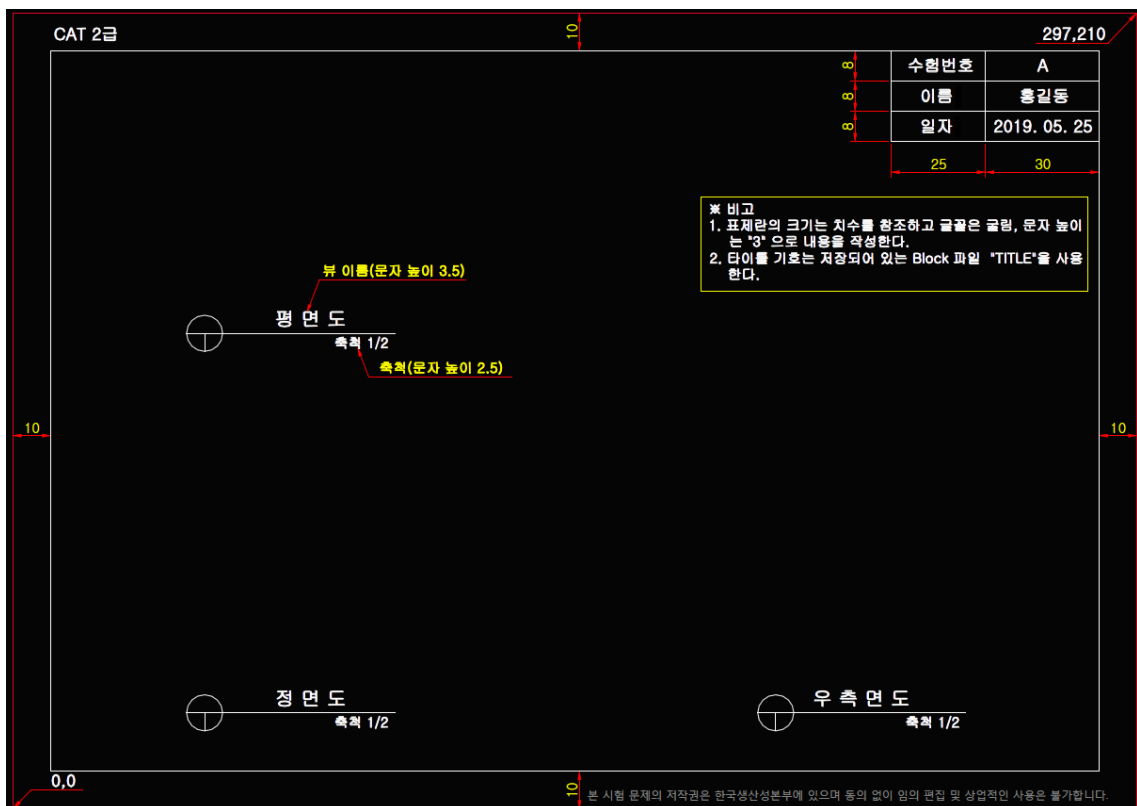 CAT 2급
10
297,210
8
수험번호
A
8
이름
홍길동
8
일자
2019. 05. 25
25
30
※ 비고
1. 표제란의 크기는 치수를 참조하고 글꼴은 굴림, 문자 높이
는 "3" 으로 내용을 작성한다.
2. 타이틀 기호는 저장되어 있는 Block 파일 "TITLE"을 사용
한다.
뷰 이름(문자 높이 3.5)
평 면 도
축척 1/2
축척(문자 높이 2.5)
10
10
정 면 도
축척 1/2
우 측 면 도
축척 1/2
0,0
10
본 시험 문제의 저작권은 한국생산성본부에 있으며 동의 없이 임의 편집 및 상업적인 사용은 불가합니다.